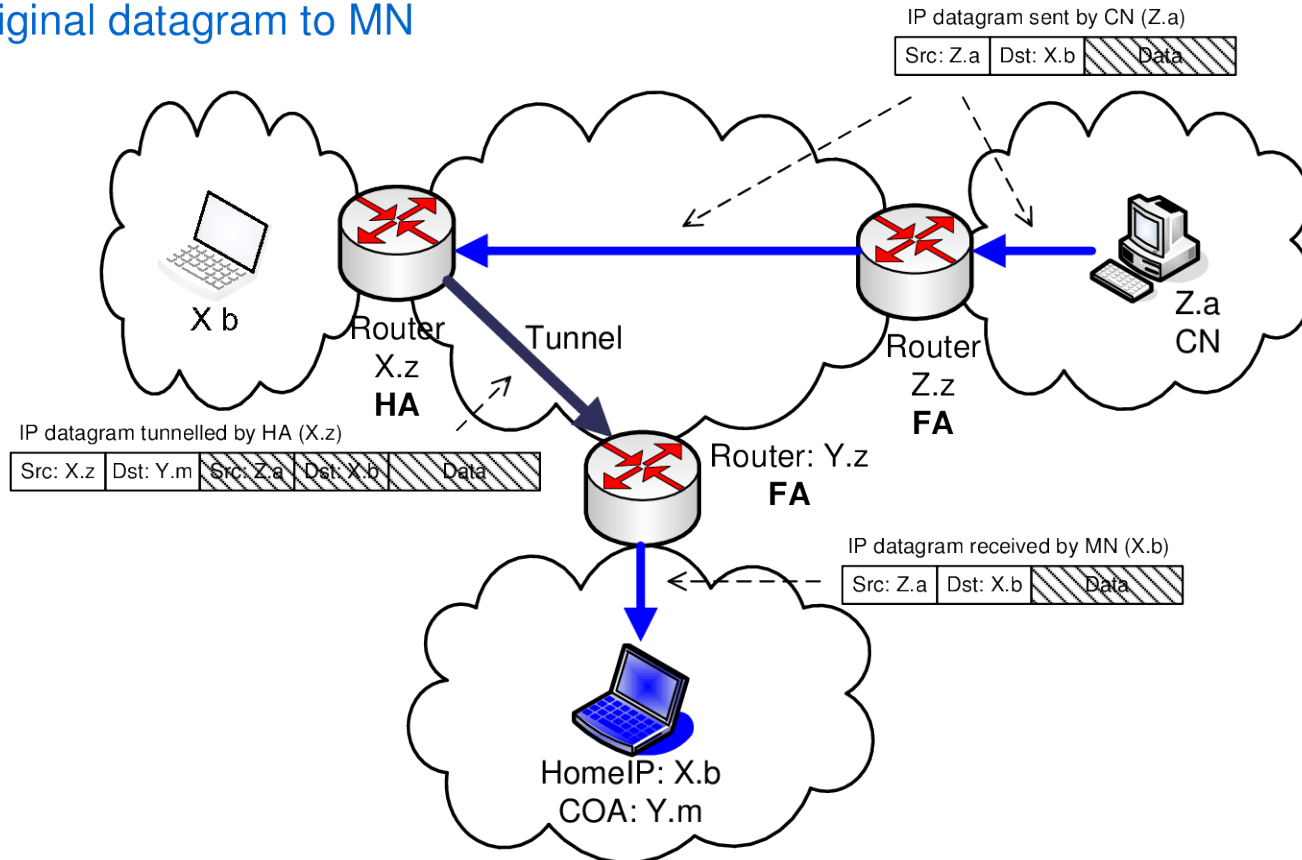 iginal datagram to MN
IP datagram sent by CN (Z.a)
Src: Z.a Dst: X.b Data
X b
Router
X.z
HA
Tunnel
Router
Z.z
FA
Z.a
CN
IP datagram tunnelled by HA (X.z)
Src: X.z Dst: Y.m Src: Z.a Dst: X.b Data
Router: Y.z
FA
IP datagram received by MN (X.b)
Src: Z.a Dst: X.b Data
HomeIP: X.b
COA: Y.m